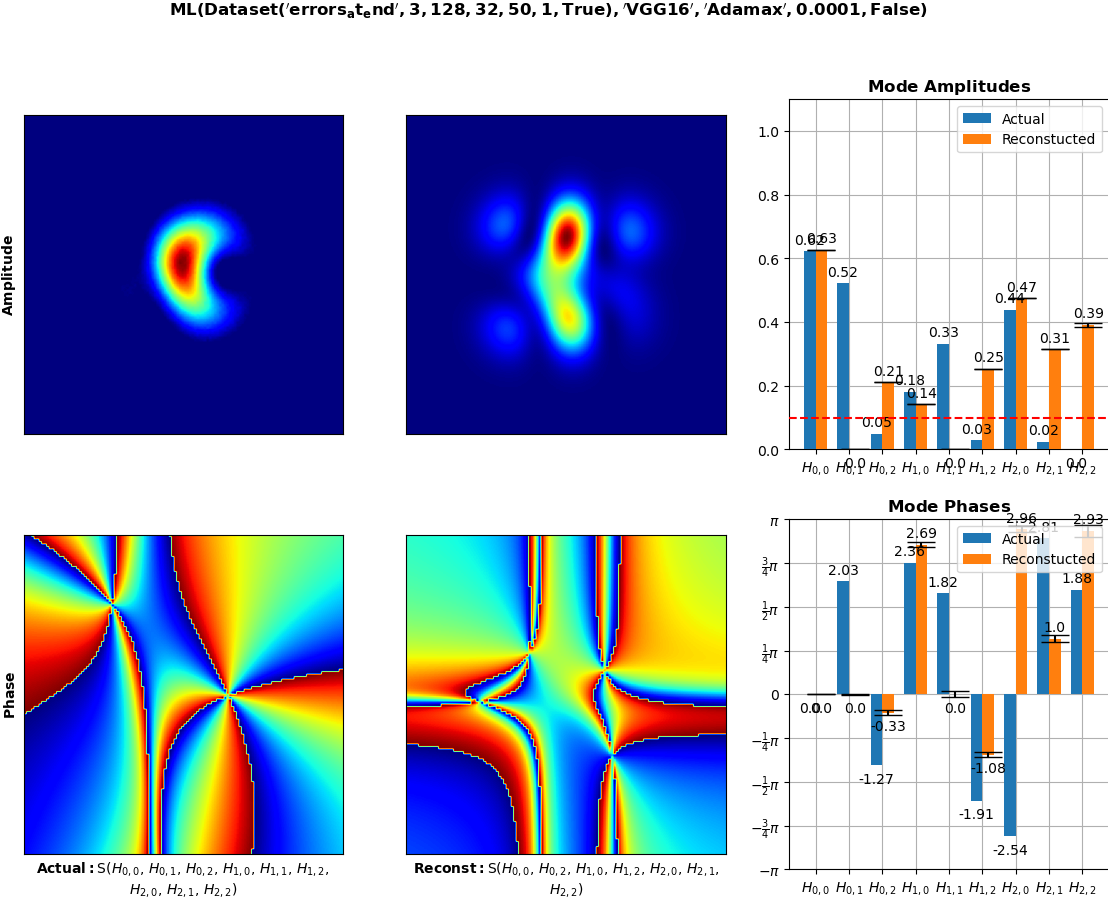 ML(Dataset('errors_at_end', 3, 128, 32, 50, 1, True), 'VGG16', 'Adamax', 0.0001, False)
Amplitude
Mode Amplitudes
Actual
Reconstucted
1.0
0.8
0.6
0.4
0.2
0.0
0.62
0.63
0.52
0.0
0.05
0.21
0.18
0.14
0.33
0.0
0.03
0.25
0.44
0.47
0.02
0.31
0.0
0.39
H0,0 H0,1 H0,2 H1,0 H1,1 H1,2 H2,0 H2,1 H2,2
Phase
Actual: S(H0,0, H0,1, H0,2, H1,0, H1,1, H1,2,
H2,0, H2,1, H2,2)
Reconst: S(H0,0, H0,2, H1,0, H1,2, H2,0, H2,1,
H2,2)
Mode Phases
Actual
Reconstucted
π
3/4π
1/2π
1/4π
0
−1/4π
−1/2π
−3/4π
−π
0.0
0.0
2.03
0.0
-1.27
-0.33
2.36
2.69
1.82
0.0
-1.91
-1.08
-2.54
2.96
2.81
1.0
1.88
2.93
H0,0 H0,1 H0,2 H1,0 H1,1 H1,2 H2,0 H2,1 H2,2